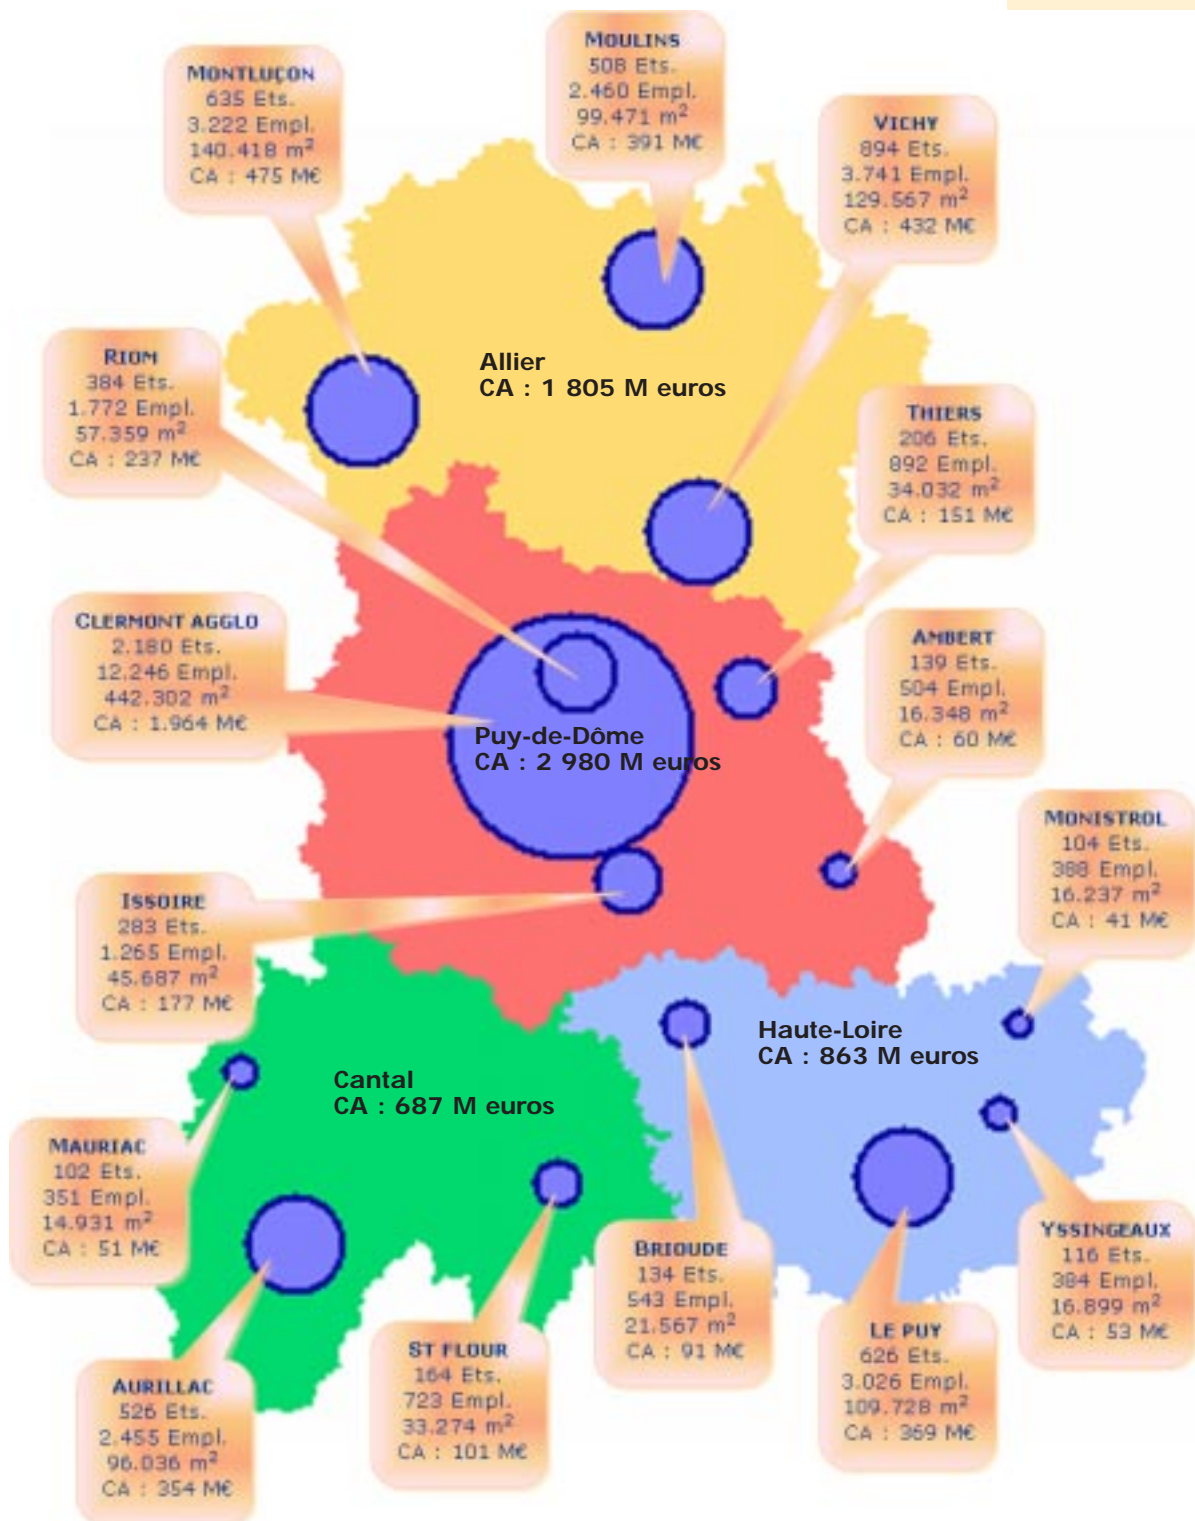 MOULINS
508 Ets.
2.460 Empl.
99.471 m²
CA : 391 M€
MONTLUÇON
635 Ets.
3.222 Empl.
140.418 m²
CA : 475 M€
VICHY
894 Ets.
3.741 Empl.
129.567 m²
CA : 432 M€
RIOM
384 Ets.
1.772 Empl.
57.359 m²
CA : 237 M€
Allier
CA : 1 805 M euros
THIERS
206 Ets.
892 Empl.
34.032 m²
CA : 151 M€
CLERMONT AGGLO
2.180 Ets.
12.246 Empl.
442.302 m²
CA : 1.964 M€
AMBERT
139 Ets.
504 Empl.
16.348 m²
CA : 60 M€
Puy-de-Dôme
CA : 2 980 M euros
MONISTROL
104 Ets.
388 Empl.
16.237 m²
CA : 41 M€
ISSOIRE
283 Ets.
1.265 Empl.
45.687 m²
CA : 177 M€
Haute-Loire
CA : 863 M euros
Cantal
CA : 687 M euros
MAURIAC
102 Ets.
351 Empl.
14.931 m²
CA : 51 M€
YSSINGEAUX
116 Ets.
384 Empl.
16.899 m²
CA : 53 M€
BRIOUDE
134 Ets.
543 Empl.
21.567 m²
CA : 91 M€
LE PUY
626 Ets.
3.026 Empl.
109.728 m²
CA : 369 M€
ST FLOUR
164 Ets.
723 Empl.
33.274 m²
CA : 101 M€
AURILLAC
526 Ets.
2.455 Empl.
96.036 m²
CA : 354 M€